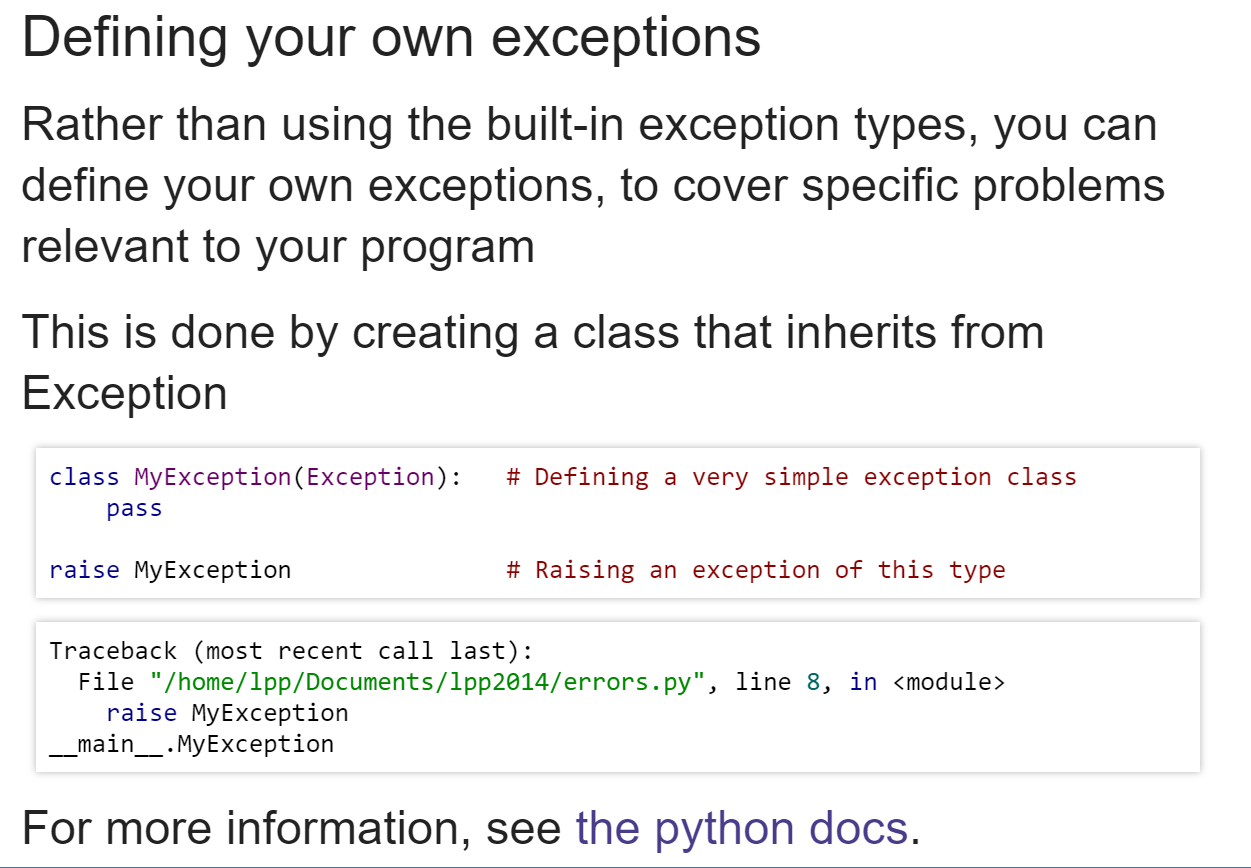 Defining your own exceptions
Rather than using the built-in exception types, you can
define your own exceptions, to cover specific problems
relevant to your program
This is done by creating a class that inherits from
Exception
class MyException(Exception):   # Defining a very simple exception class
    pass
raise MyException               # Raising an exception of this type
Traceback (most recent call last):
  File "/home/lpp/Documents/lpp2014/errors.py", line 8, in <module>
    raise MyException
__main__.MyException
For more information, see the python docs.